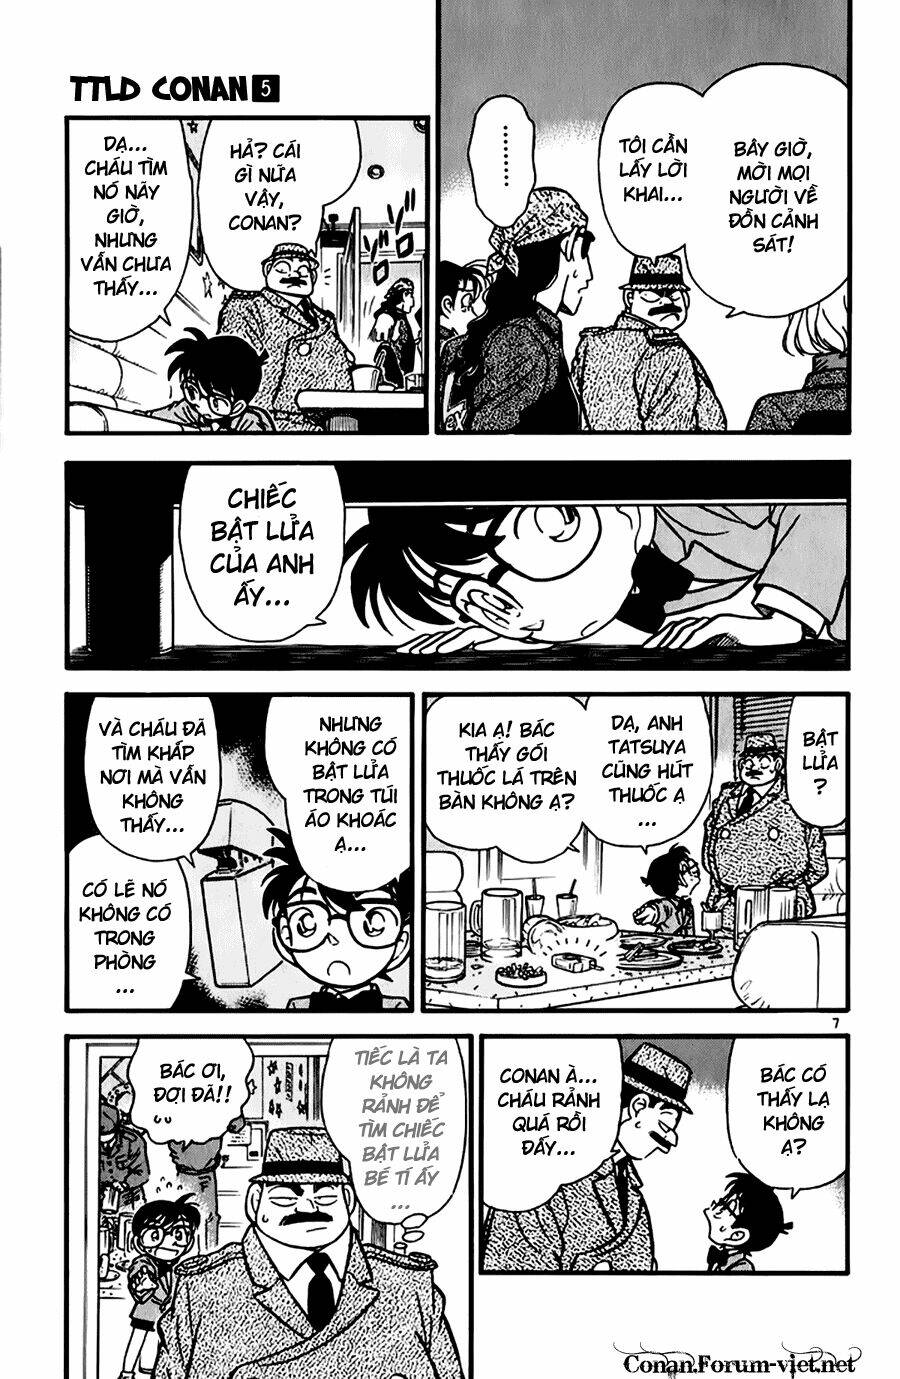 TTLD CONAN 5
BÂY GIỜ,
MỜI MỌI
NGƯỜI VỀ
ĐỒN CẢNH
SÁT!
TÔI CẦN
LẤY LỜI
KHAI...
........
HẢ? CÁI
GÌ NỮA
VẬY,
CONAN?
DẠ...
CHÁU TÌM
NÓ NÃY
GIỜ,
NHƯNG
VẪN CHƯA
THẤY...
CHIẾC
BẬT LỬA
CỦA ANH
ẤY...
BẬT
LỬA
?
DẠ, ANH
TATSUYA
CŨNG HÚT
THUỐC Ạ
...
KIA Ạ! BÁC
THẤY GÓI
THUỐC LÁ TRÊN
BÀN KHÔNG Ạ?
NHƯNG
KHÔNG CÓ
BẬT LỬA
TRONG TÚI
ÁO KHOÁC
Ạ...
VÀ CHÁU ĐÃ
TÌM KHẮP
NƠI MÀ VẪN
KHÔNG
THẤY...
CÓ LẼ NÓ
KHÔNG CÓ
TRONG
PHÒNG
...
7
BÁC CÓ
THẤY LẠ
KHÔNG
Ạ?
CONAN À...
CHÁU RẢNH
QUÁ RỒI
ĐẤY...
TIẾC LÀ TA
KHÔNG
RẢNH ĐỂ
TÌM CHIẾC
BẬT LỬA
BÉ TÍ ẤY
...
BÁC ƠI,
ĐỢI ĐÃ!!
Conan.Forum-viet.net